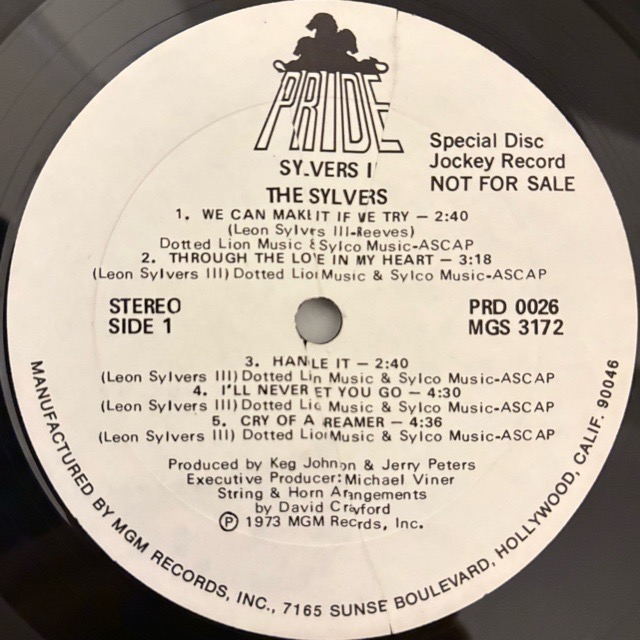 PRIDE
SYLVERS I
THE SYLVERS
Special Disc
Jockey Record
NOT FOR SALE
1. WE CAN MAKE IT IF WE TRY – 2:40
(Leon Sylvers III-Reeves)
Dotted Lion Music & Sylco Music-ASCAP
2. THROUGH THE LOVE IN MY HEART – 3:18
(Leon Sylvers III) Dotted Lion Music & Sylco Music-ASCAP
STEREO
SIDE 1
PRD 0026
MGS 3172
3. HANDLE IT – 2:40
(Leon Sylvers III) Dotted Lion Music & Sylco Music-ASCAP
4. I'LL NEVER LET YOU GO – 4:30
(Leon Sylvers III) Dotted Lion Music & Sylco Music-ASCAP
5. CRY OF A DREAMER – 4:36
(Leon Sylvers III) Dotted Lion Music & Sylco Music-ASCAP
Produced by Keg Johnson & Jerry Peters
Executive Producer: Michael Viner
String & Horn Arrangements
by David Crawford
Ⓟ 1973 MGM Records, Inc.
MANUFACTURED BY MGM RECORDS, INC., 7165 SUNSE BOULEVARD, HOLLYWOOD, CALIF. 90046